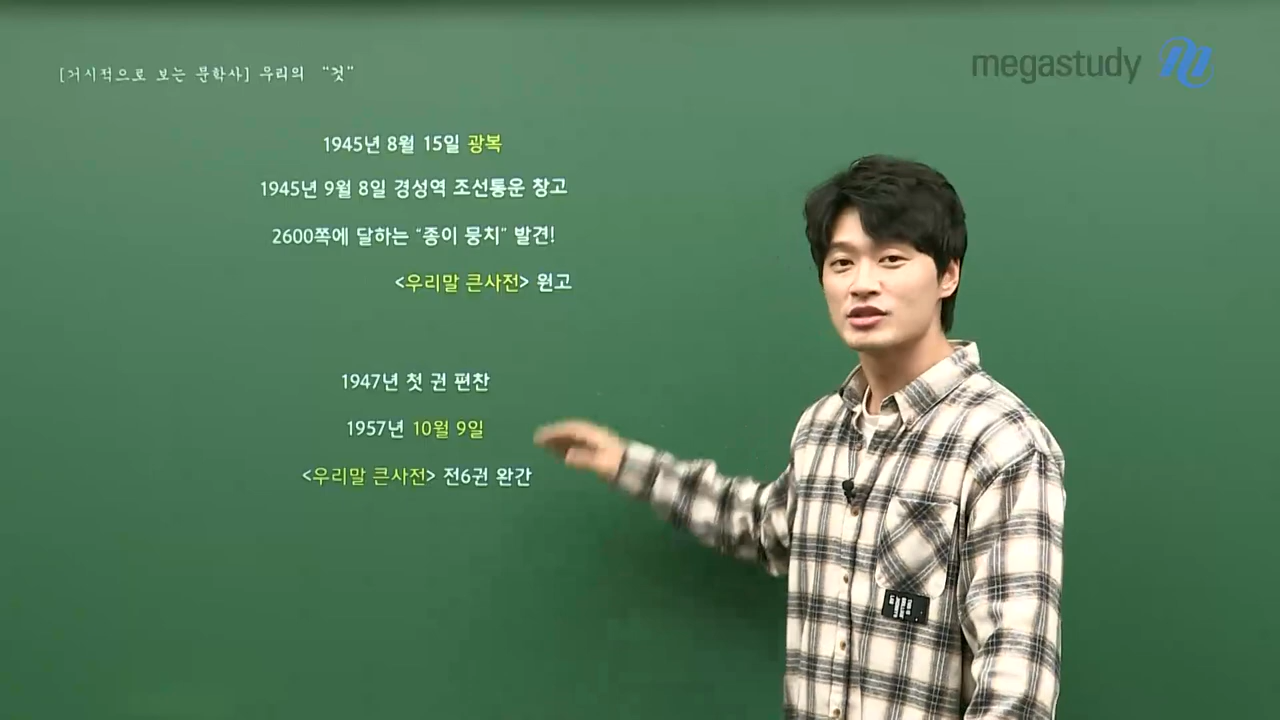 [거시적으로 보는 문학사] 우리의 "것"
megastudy
1945년 8월 15일 광복
1945년 9월 8일 경성역 조선통운 창고
2600쪽에 달하는 "종이 뭉치" 발견!
<우리말 큰사전> 원고
1947년 첫 권 편찬
1957년 10월 9일
<우리말 큰사전> 전6권 완간